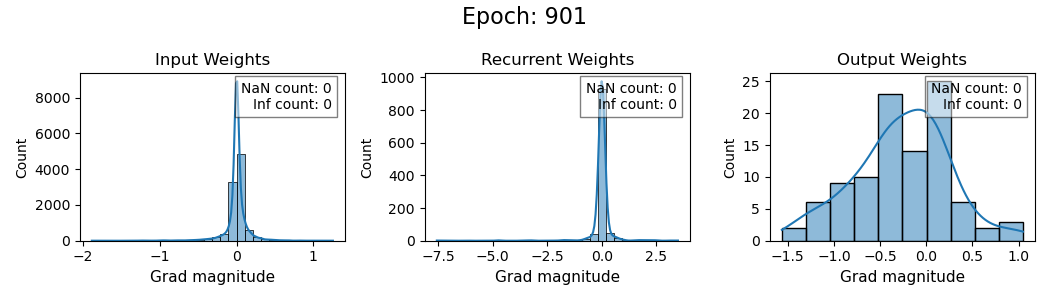 Epoch: 901
Input Weights
Recurrent Weights
Output Weights
NaN count: 0
Inf count: 0
NaN count: 0
Inf count: 0
NaN count: 0
Inf count: 0
Count
8000
6000
4000
2000
0
−2
−1
0
1
Grad magnitude
Count
1000
800
600
400
200
0
−7.5
−5.0
−2.5
0.0
2.5
Grad magnitude
Count
25
20
15
10
5
0
−1.5
−1.0
−0.5
0.0
0.5
1.0
Grad magnitude